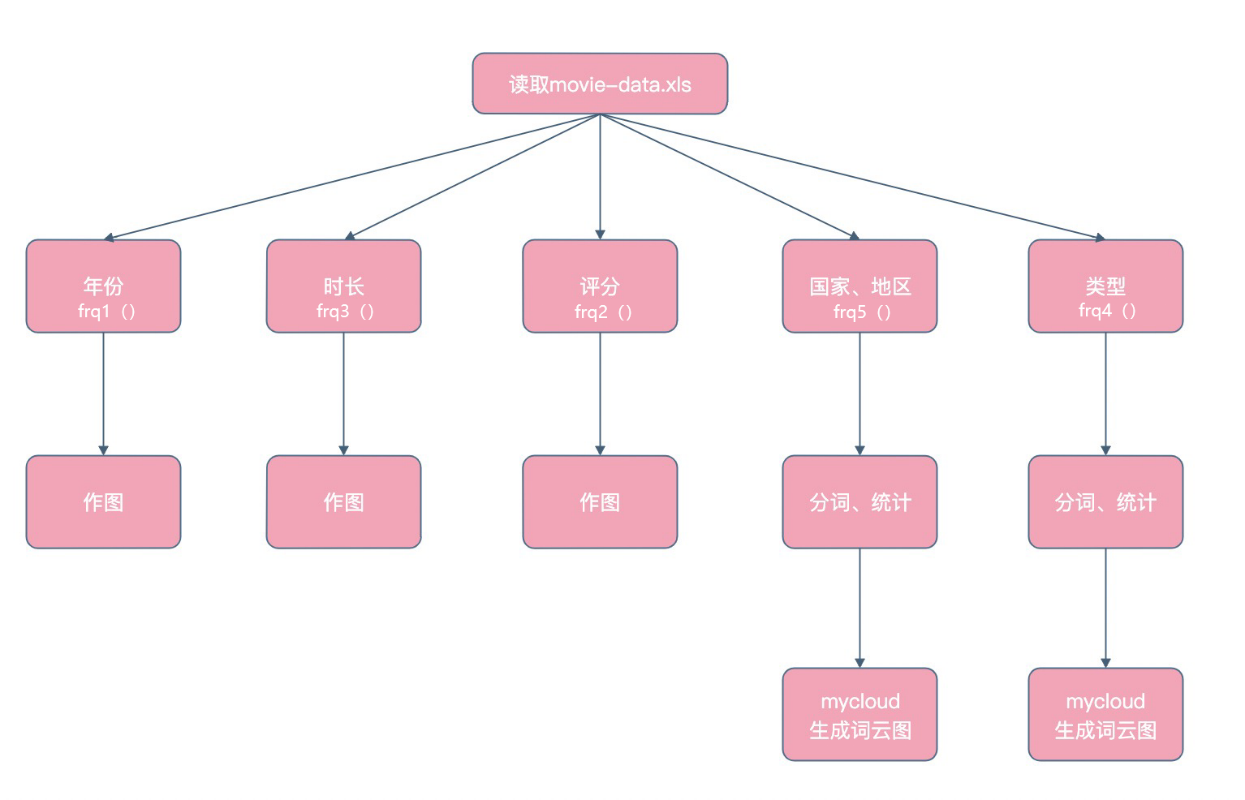 读取movie-data.xls
年份
frq1（）
时长
frq3（）
评分
frq2（）
国家、地区
frq5（）
类型
frq4（）
作图
作图
作图
分词、统计
分词、统计
mycloud
生成词云图
mycloud
生成词云图